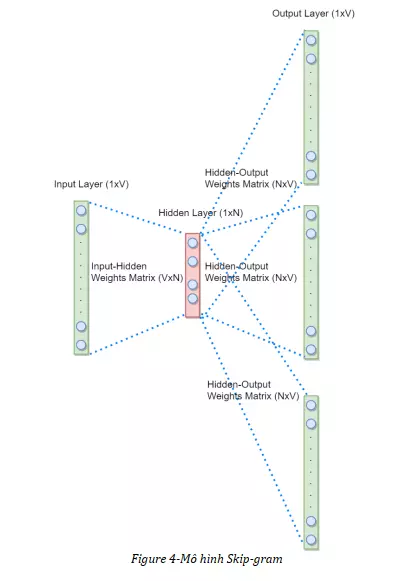 Output Layer (1xV)
Hidden-Output
Weights Matrix (NxV)
Input Layer (1xV)
Hidden Layer (1xN)
Input-Hidden
Weights Matrix (VxN)
Hidden-Output
Weights Matrix (NxV)
Hidden-Output
Weights Matrix (NxV)
Figure 4-Mô hình Skip-gram